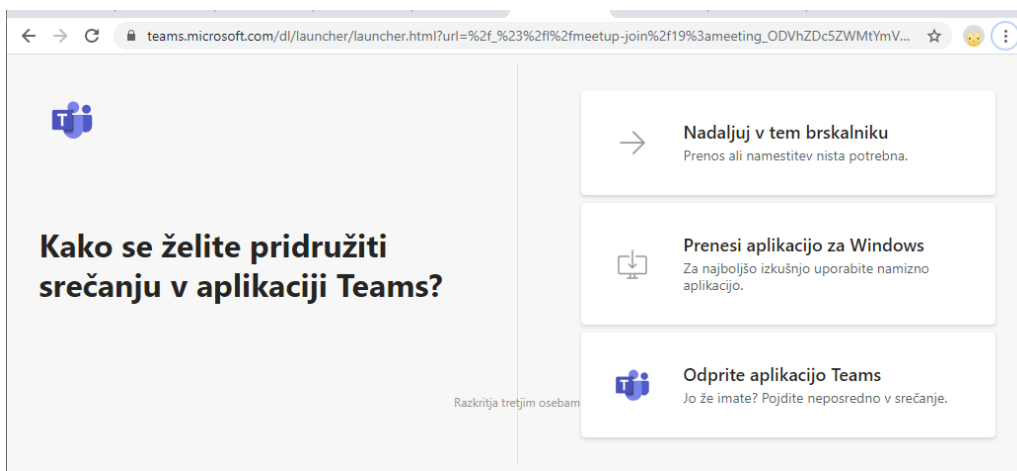 teams.microsoft.com/dl/launcher/launcher.html?url=%2f_%23%2fl%2fmeetup-join%2f19%3ameeting_ODVhZDc5ZWMtYmV...
T
Kako se želite pridružiti
srečanju v aplikaciji Teams?
Nadaljuj v tem brskalniku
Prenos ali namestitev nista potrebna.
Prenesi aplikacijo za Windows
Za najboljšo izkušnjo uporabite namizno
aplikacijo.
T
Odprite aplikacijo Teams
Jo že imate? Pojdite neposredno v srečanje.
Razkritja tretjim osebam